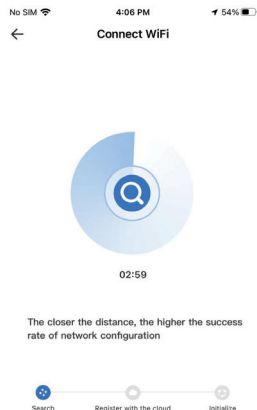 No SIM 4:06 PM 54%
Connect WiFi
02:59
The closer the distance, the higher the success
rate of network configuration
Search Register with the cloud Initialize